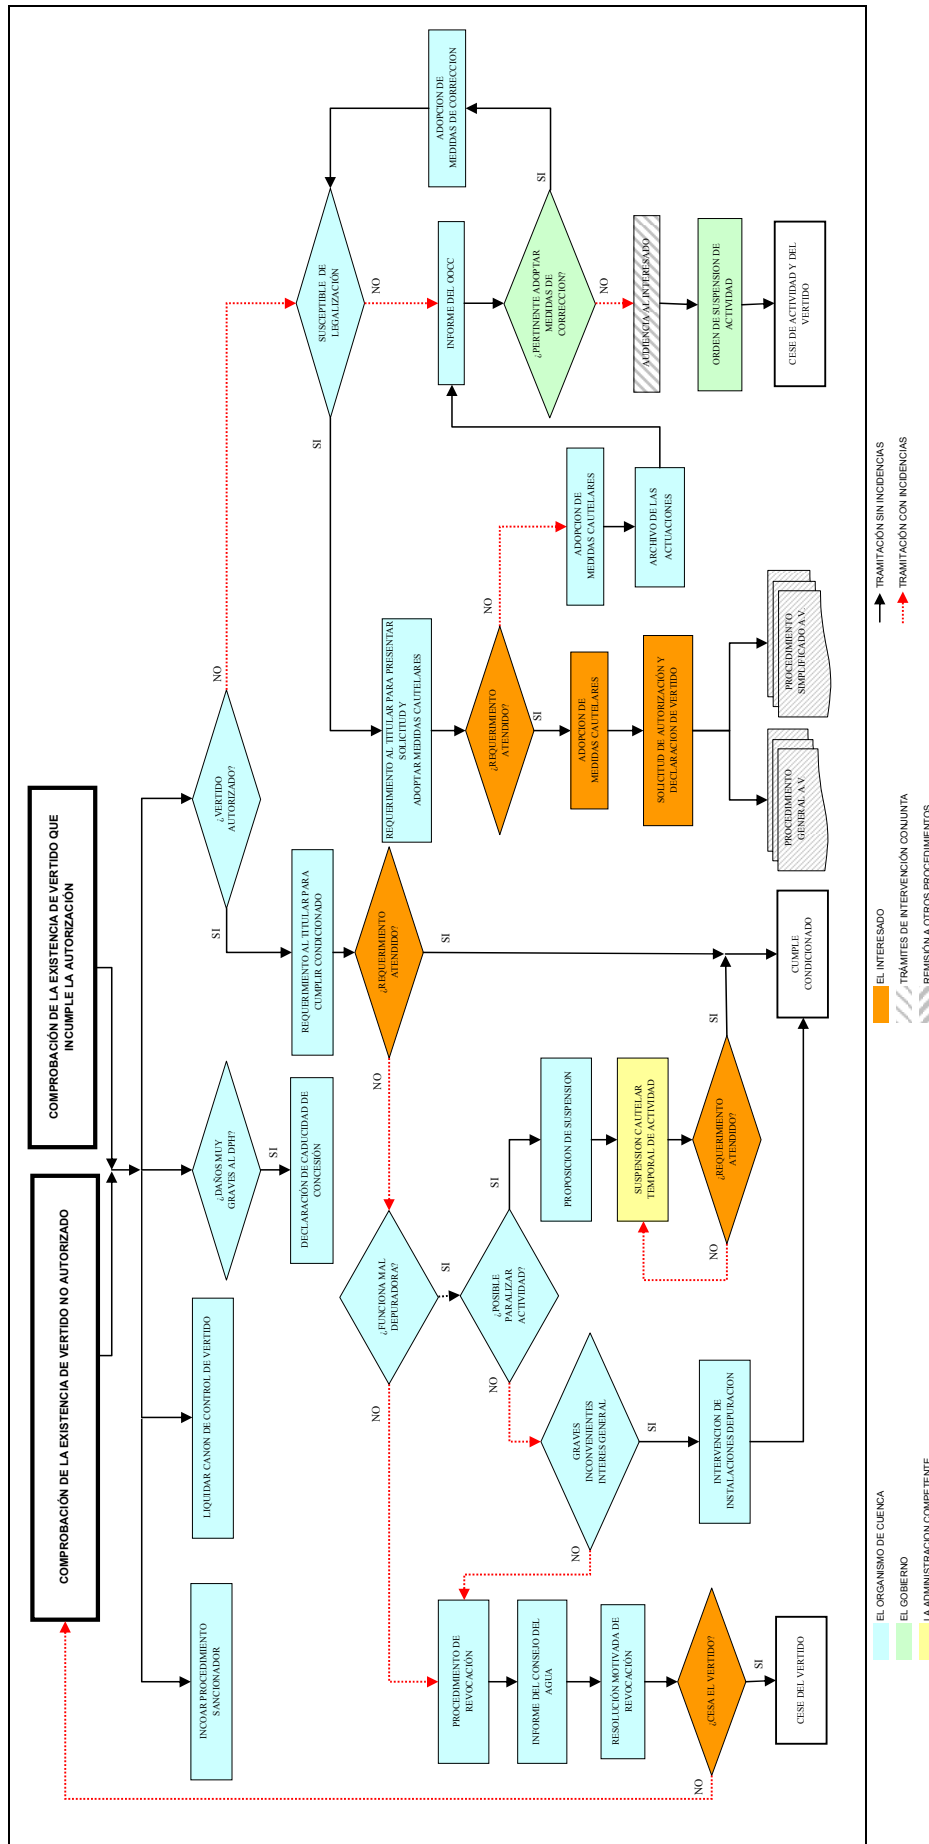 COMPROBACIÓN DE LA EXISTENCIA DE VERTIDO NO AUTORIZADO
COMPROBACIÓN DE LA EXISTENCIA DE VERTIDO QUE
INCUMPLE LA AUTORIZACIÓN
INCOAR PROCEDIMIENTO
SANCIONADOR
LIQUIDAR CANON DE CONTROL DE VERTIDO
¿DAÑOS MUY
GRAVES AL DPH?
SI
DECLARACIÓN DE CADUCIDAD DE
CONCESIÓN
¿VERTIDO
AUTORIZADO?
SI
NO
REQUERIMIENTO AL TITULAR PARA
CUMPLIR CONDICIONADO
¿REQUERIMIENTO
ATENDIDO?
NO
SI
SUSCEPTIBLE DE
LEGALIZACIÓN
SI
NO
ADOPCION DE
MEDIDAS DE CORRECCION
SI
INFORME DEL OOCC
¿PERTINENTE ADOPTAR
MEDIDAS DE
CORRECCION?
NO
AUDIENCIA AL INTERESADO
ORDEN DE SUSPENSION DE
ACTIVIDAD
CESE DE ACTIVIDAD Y DEL
VERTIDO
REQUERIMIENTO AL TITULAR PARA PRESENTAR
SOLICITUD Y
ADOPTAR MEDIDAS CAUTELARES
¿REQUERIMIENTO
ATENDIDO?
NO
SI
ADOPCION DE
MEDIDAS CAUTELARES
ARCHIVO DE LAS
ACTUACIONES
ADOPCION DE
MEDIDAS CAUTELARES
SOLICITUD DE AUTORIZACIÓN Y
DECLARACION DE VERTIDO
PROCEDIMIENTO
GENERAL A.V.
PROCEDIMIENTO
SIMPLIFICADO A.V.
¿FUNCIONA MAL
DEPURADORA?
NO
SI
¿POSIBLE
PARALIZAR
ACTIVIDAD?
NO
SI
PROPOSICION DE SUSPENSION
SUSPENSION CAUTELAR
TEMPORAL DE ACTIVIDAD
¿REQUERIMIENTO
ATENDIDO?
NO
SI
CUMPLE
CONDICIONADO
GRAVES
INCONVENIENTES
INTERES GENERAL
NO
SI
INTERVENCION DE
INSTALACIONES DEPURACION
PROCEDIMIENTO DE
REVOCACIÓN
INFORME DEL CONSEJO DEL
AGUA
RESOLUCIÓN MOTIVADA DE
REVOCACIÓN
¿CESA EL VERTIDO?
NO
SI
CESE DEL VERTIDO
EL ORGANISMO DE CUENCA
EL GOBIERNO
LA ADMINISTRACION COMPETENTE
EL INTERESADO
TRÁMITES DE INTERVENCIÓN CONJUNTA
REMISIÓN A OTROS PROCEDIMIENTOS
TRAMITACIÓN SIN INCIDENCIAS
TRAMITACIÓN CON INCIDENCIAS